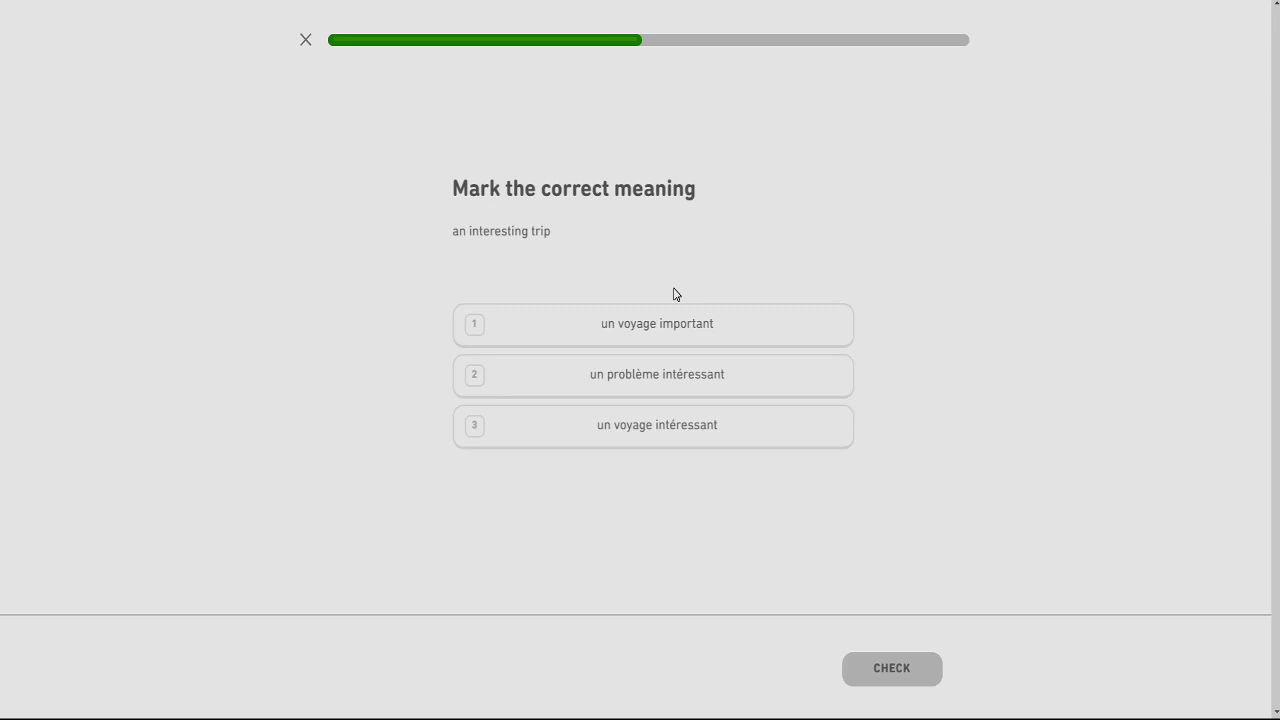 Mark the correct meaning
an interesting trip
1 un voyage important
2 un problème intéressant
3 un voyage intéressant
CHECK